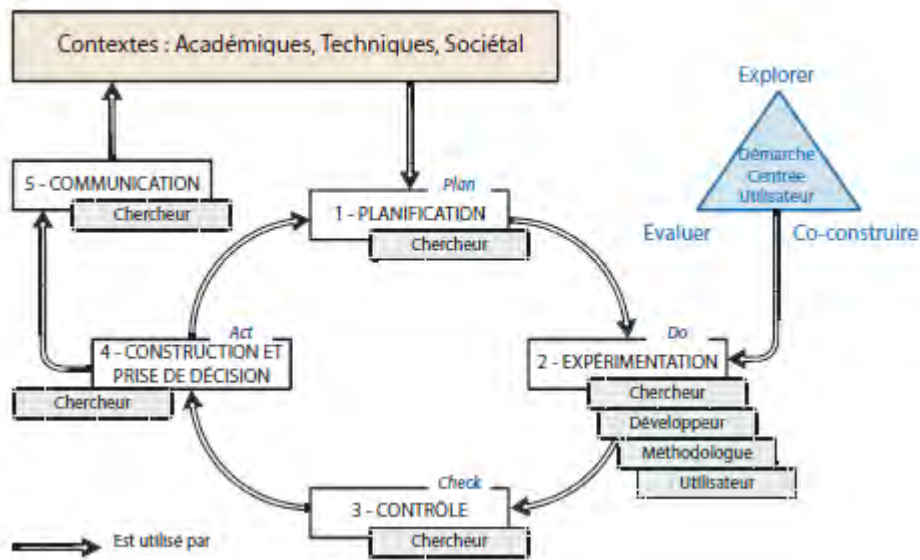 Contextes : Académiques, Techniques, Sociétal
Explorer
Démarche
Centrée
Utilisateur
Evaluer
Co-construire
5 - COMMUNICATION
Chercheur
Plan
1 - PLANIFICATION
Chercheur
Act
4 - CONSTRUCTION ET
PRISE DE DÉCISION
Chercheur
Do
2 - EXPÉRIMENTATION
Chercheur
Développeur
Méthodologue
Utilisateur
Check
3 - CONTRÔLE
Chercheur
Est utilisé par